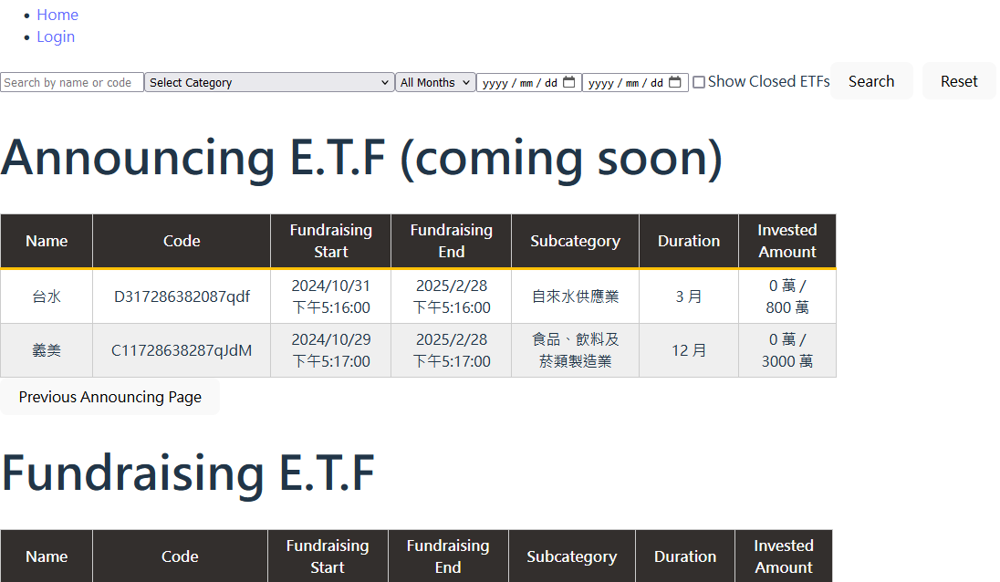 Home
Login
Search by name or code Select Category All Months yyyy / mm / dd yyyy / mm / dd Show Closed ETFs Search Reset
Announcing E.T.F (coming soon)
Name Code Fundraising Start Fundraising End Subcategory Duration Invested Amount
台水 D317286382087qdf 2024/10/31 下午5:16:00 2025/2/28 下午5:16:00 自來水供應業 3 月 0 萬 / 800 萬
義美 C11728638287qJdM 2024/10/29 下午5:17:00 2025/2/28 下午5:17:00 食品、飲料及菸類製造業 12 月 0 萬 / 3000 萬
Previous Announcing Page
Fundraising E.T.F
Name Code Fundraising Start Fundraising End Subcategory Duration Invested Amount